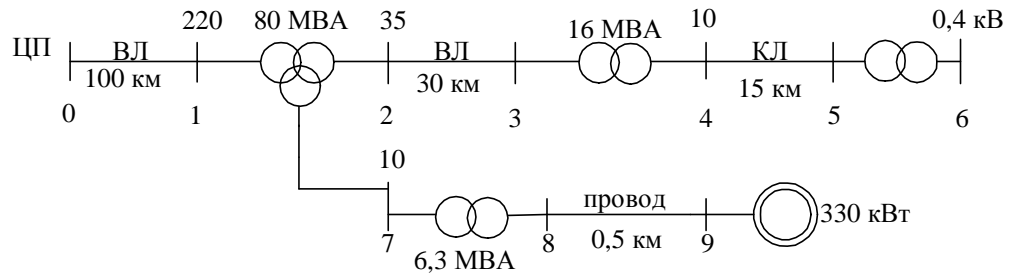 220 80 МВА 35 16 МВА 10 0,4 кВ
ЦП ВЛ ВЛ КЛ
100 км 30 км 15 км
0 1 2 3 4 5 6
10
провод
330 кВт
7 8 0,5 км 9
6,3 МВА